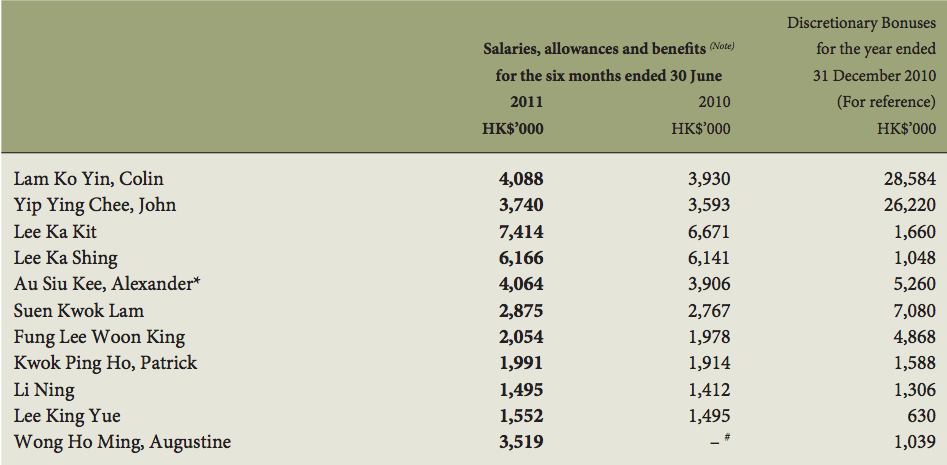 Discretionary Bonuses
Salaries, allowances and benefits (Note) for the year ended
for the six months ended 30 June 31 December 2010
2011 2010 (For reference)
HK$’000 HK$’000 HK$’000
Lam Ko Yin, Colin 4,088 3,930 28,584
Yip Ying Chee, John 3,740 3,593 26,220
Lee Ka Kit 7,414 6,671 1,660
Lee Ka Shing 6,166 6,141 1,048
Au Siu Kee, Alexander* 4,064 3,906 5,260
Suen Kwok Lam 2,875 2,767 7,080
Fung Lee Woon King 2,054 1,978 4,868
Kwok Ping Ho, Patrick 1,991 1,914 1,588
Li Ning 1,495 1,412 1,306
Lee King Yue 1,552 1,495 630
Wong Ho Ming, Augustine 3,519 – # 1,039